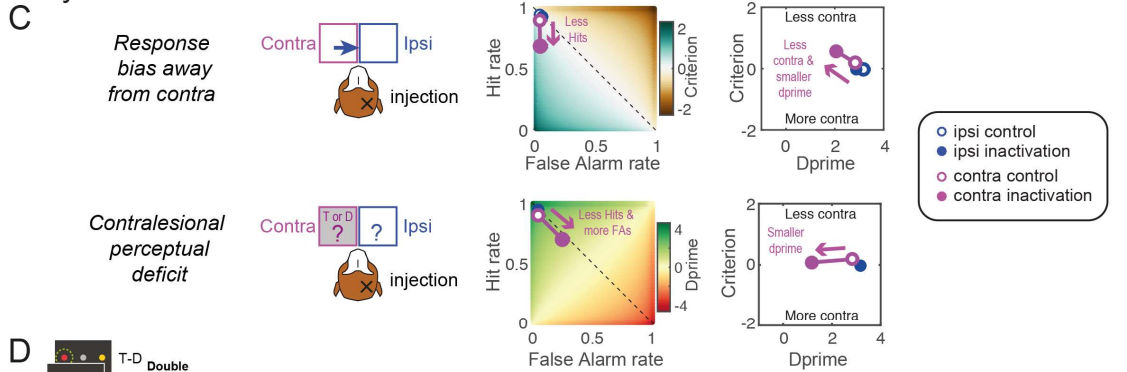 C
Response
bias away
from contra
Contra
Ipsi
injection
1
0.5
0
Hit rate
Less
Hits
0
0.5
1
False Alarm rate
2
0
-2
Criterion
2
0
-2
Criterion
Less contra
Less
contra &
smaller
dprime
More contra
0
2
4
Dprime
ipsi control
ipsi inactivation
contra control
contra inactivation
Contralesional
perceptual
deficit
Contra
T or D
?
?
Ipsi
injection
1
0.5
0
Hit rate
Less Hits &
more FAs
0
0.5
1
False Alarm rate
4
0
-4
Dprime
2
0
-2
Criterion
Less contra
Smaller
dprime
More contra
0
2
4
Dprime
D
T-D
Double